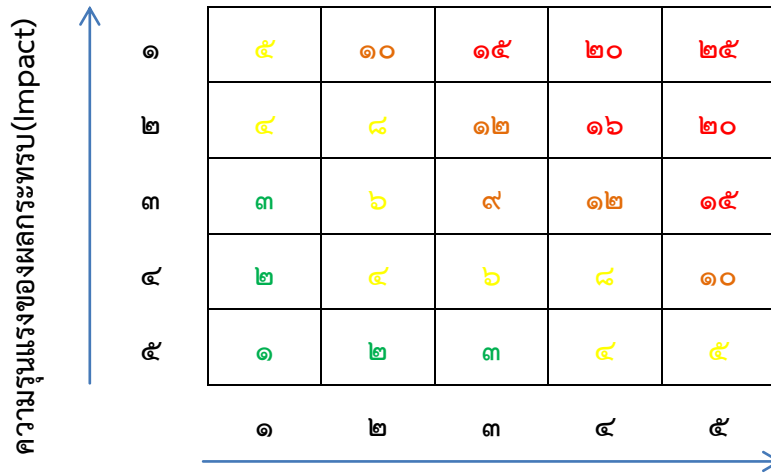 ความรุนแรงของผลกระทบ(Impact)
๑ ๕ ๑๐ ๑๕ ๒๐ ๒๕
๒ ๔ ๘ ๑๒ ๑๖ ๒๐
๓ ๓ ๖ ๙ ๑๒ ๑๕
๔ ๒ ๔ ๖ ๘ ๑๐
๕ ๑ ๒ ๓ ๔ ๕
๑ ๒ ๓ ๔ ๕